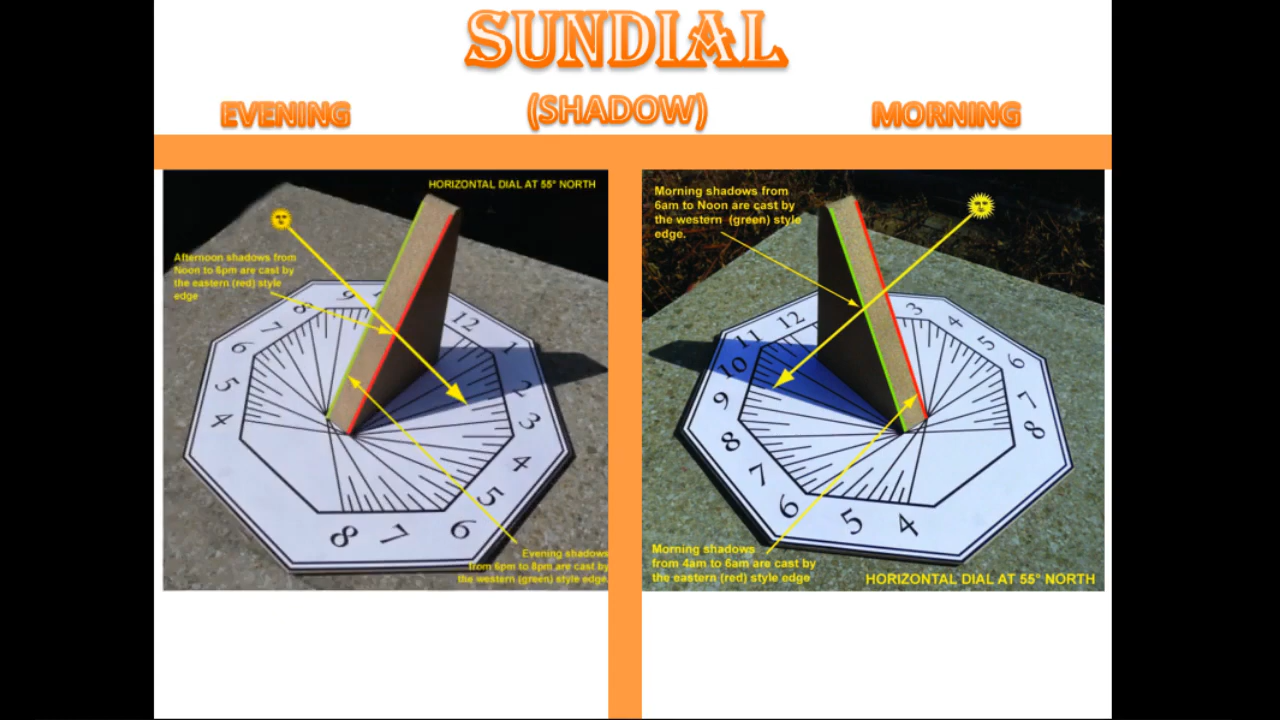 SUNDIAL
EVENING
(SHADOW)
MORNING
HORIZONTAL DIAL AT 55° NORTH
Afternoon shadows from
Noon to 6pm are cast by
the eastern (red) style
edge
9
8
7
6
5
4
12
1
2
3
4
5
6
7
8
Evening shadows
from 6pm to 8pm are cast by
the western (green) style edge.
Morning shadows from
6am to Noon are cast by
the western (green) style
edge.
12
11
10
9
8
7
6
5
4
3
4
5
6
7
8
Morning shadows
from 4am to 6am are cast by
the eastern (red) style edge
HORIZONTAL DIAL AT 55° NORTH